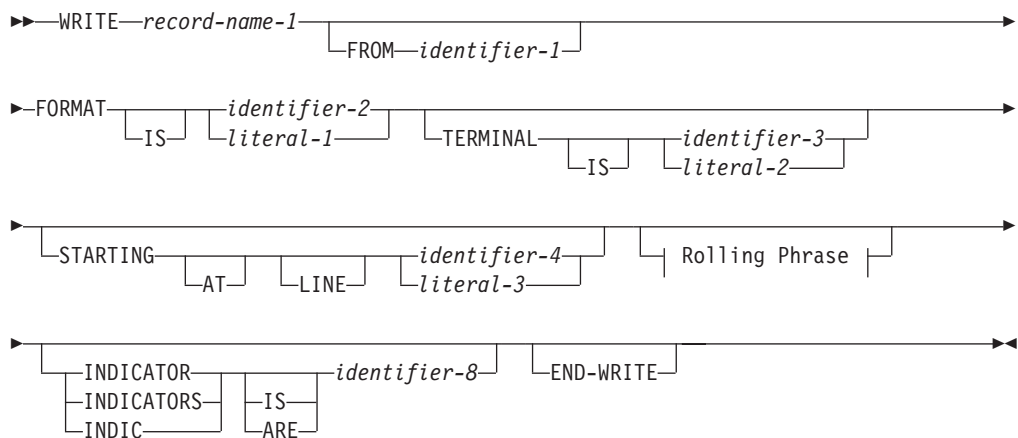 WRITE record-name-1
FROM identifier-1
FORMAT IS identifier-2 TERMINAL IS identifier-3
literal-1 literal-2
STARTING AT LINE identifier-4 Rolling Phrase
literal-3
INDICATOR IS identifier-8 END-WRITE
INDICATORS ARE
INDIC